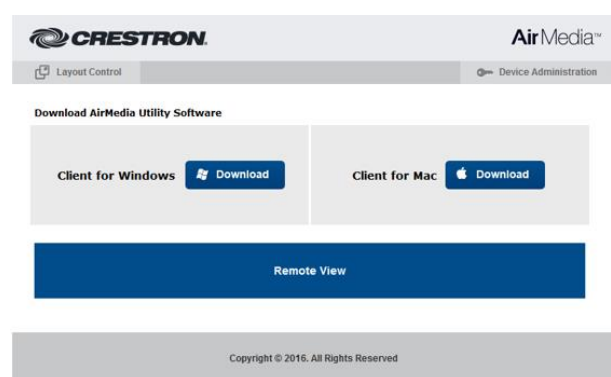 CRESTRON.
AirMedia™
Layout Control
Device Administration
Download AirMedia Utility Software
Client for Windows
Download
Client for Mac
Download
Remote View
Copyright © 2016. All Rights Reserved